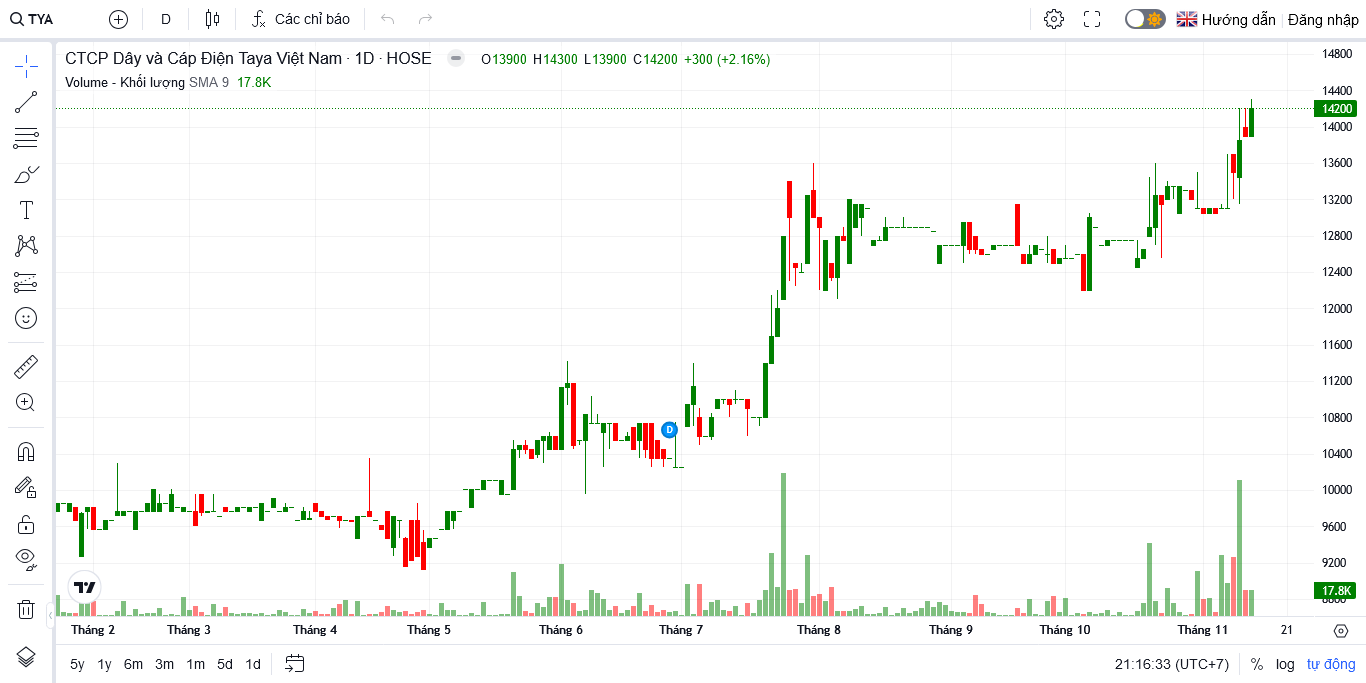 TYA D Các chỉ báo Hướng dẫn Đăng nhập
CTCP Dây và Cáp Điện Taya Việt Nam · 1D · HOSE O13900 H14300 L13900 C14200 +300 (+2.16%)
Volume - Khối lượng SMA 9 17.8K
14800
14400
14200
14000
13600
13200
12800
12400
12000
11600
11200
10800
D
10400
10000
9600
9200
17.8K
8800
Tháng 2 Tháng 3 Tháng 4 Tháng 5 Tháng 6 Tháng 7 Tháng 8 Tháng 9 Tháng 10 Tháng 11 21
5y 1y 6m 3m 1m 5d 1d 21:16:33 (UTC+7) % log tự động